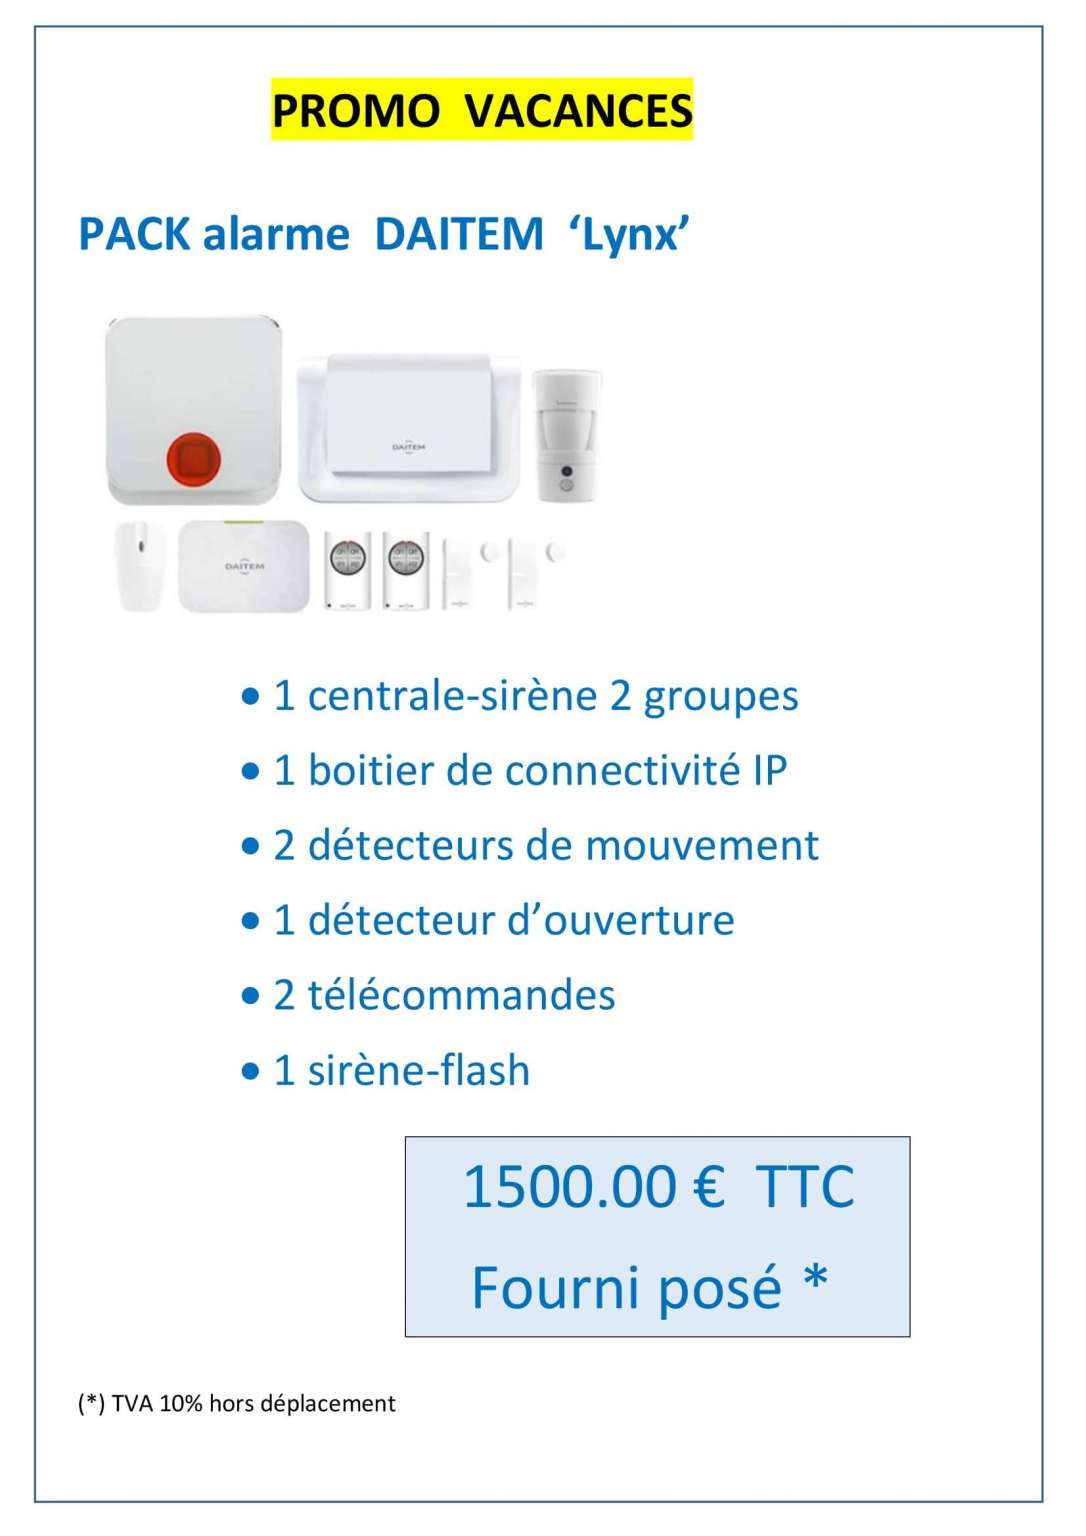 PROMO VACANCES
PACK alarme DAITEM ‘Lynx’
DAITEM
DAITEM
• 1 centrale-sirène 2 groupes
• 1 boitier de connectivité IP
• 2 détecteurs de mouvement
• 1 détecteur d’ouverture
• 2 télécommandes
• 1 sirène-flash
1500.00 € TTC
Fourni posé *
(*) TVA 10% hors déplacement